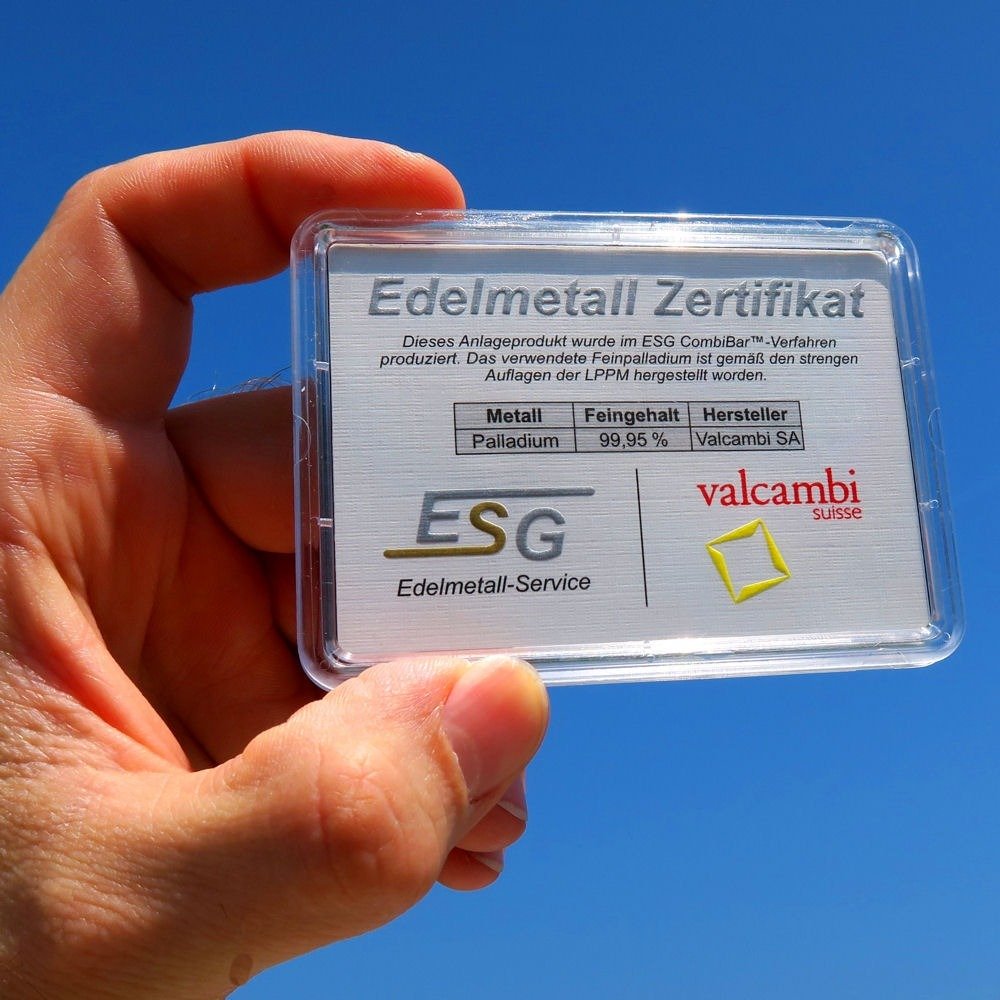 Edelmetall Zertifikat
Dieses Anlageprodukt wurde im ESG CombiBar™-Verfahren
produziert. Das verwendete Feinpalladium ist gemäß den strengen
Auflagen der LPPM hergestellt worden.
Metall Feingehalt Hersteller
Palladium 99,95 % Valcambi SA
ESG
Edelmetall-Service
valcambi
suisse